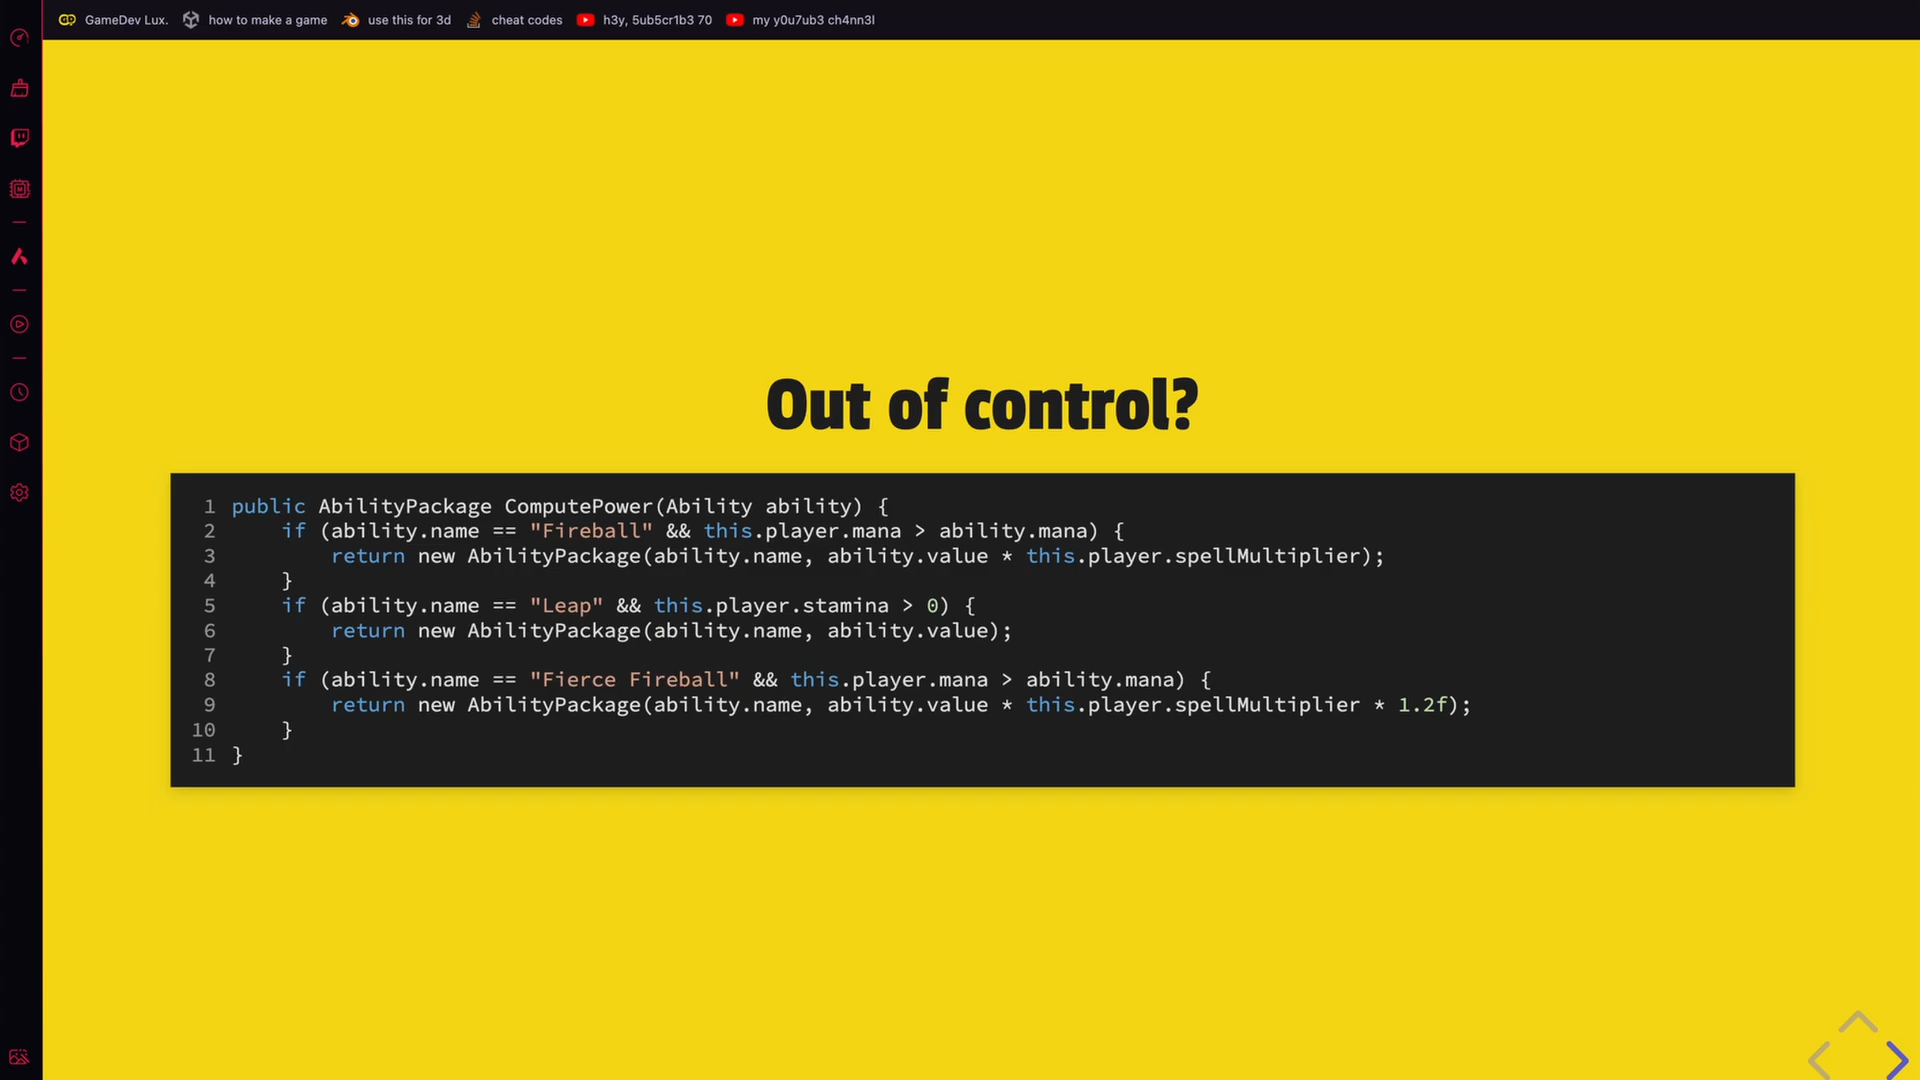 GameDev Lux. how to make a game use this for 3d cheat codes h3y, 5ub5cr1b3 70 my y0u7ub3 ch4nn3l
Out of control?
1 public AbilityPackage ComputePower(Ability ability) {
2     if (ability.name == "Fireball" && this.player.mana > ability.mana) {
3         return new AbilityPackage(ability.name, ability.value * this.player.spellMultiplier);
4     }
5     if (ability.name == "Leap" && this.player.stamina > 0) {
6         return new AbilityPackage(ability.name, ability.value);
7     }
8     if (ability.name == "Fierce Fireball" && this.player.mana > ability.mana) {
9         return new AbilityPackage(ability.name, ability.value * this.player.spellMultiplier * 1.2f);
10     }
11 }